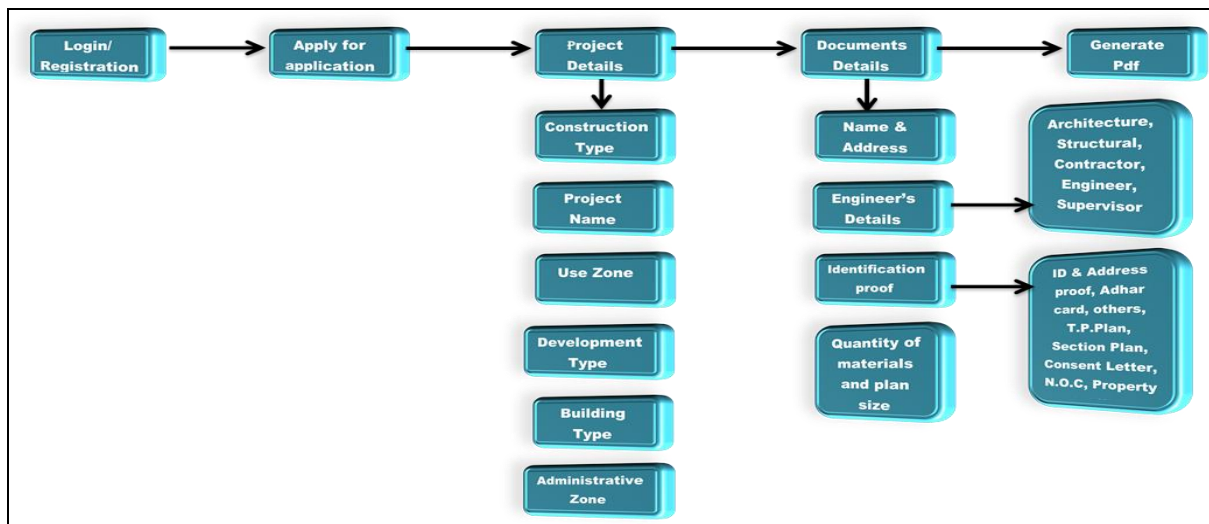 Login/
Registration
Apply for
application
Project
Details
Documents
Details
Generate
Pdf
Construction
Type
Project
Name
Use Zone
Development
Type
Building
Type
Administrative
Zone
Name &
Address
Engineer's
Details
Identification
proof
Quantity of
materials
and plan
size
Architecture,
Structural,
Contractor,
Engineer,
Supervisor
ID & Address
proof, Adhar
card, others,
T.P.Plan,
Section Plan,
Consent Letter,
N.O.C, Property